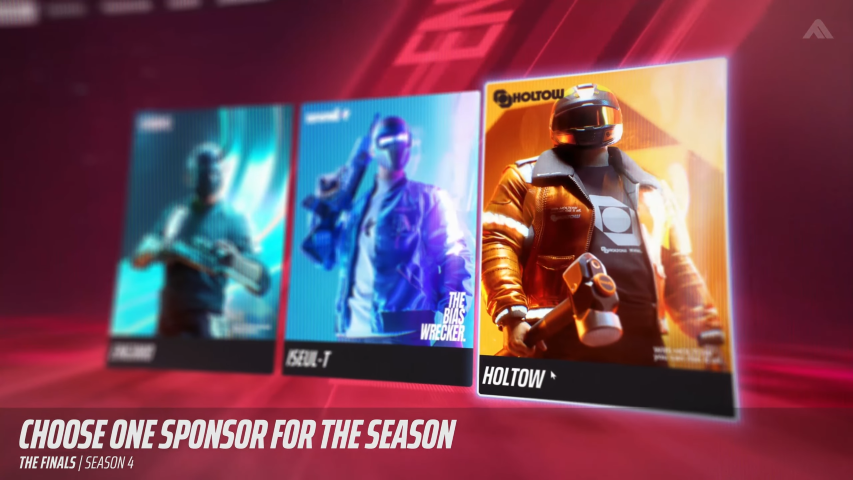 HOLTOW
THE
BIAS
WRECKER.
ISEUL-T
HOLTOW
CHOOSE ONE SPONSOR FOR THE SEASON
THE FINALS | SEASON 4